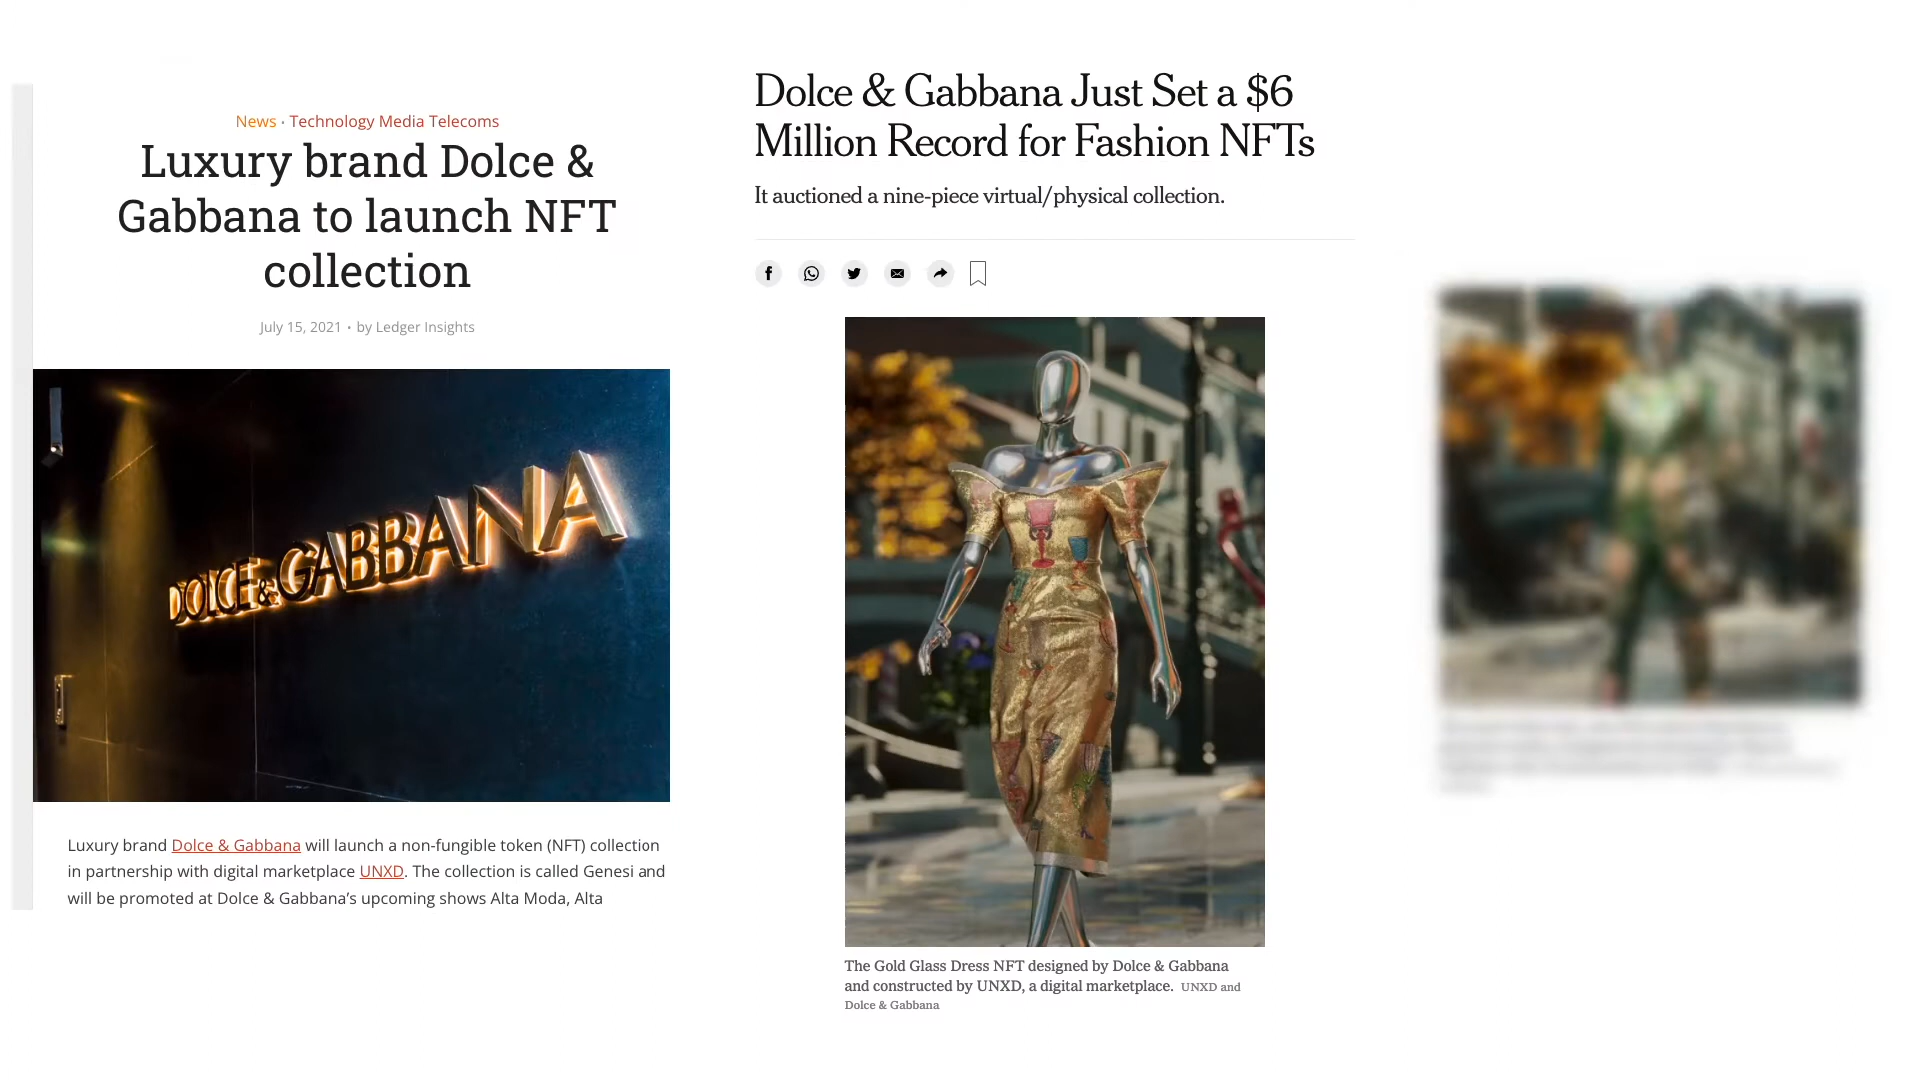 News · Technology Media Telecoms
Luxury brand Dolce &
Gabbana to launch NFT
collection
July 15, 2021 · by Ledger Insights
DOLCE & GABBANA
Luxury brand Dolce & Gabbana will launch a non-fungible token (NFT) collection
in partnership with digital marketplace UNXD. The collection is called Genesi and
will be promoted at Dolce & Gabbana’s upcoming shows Alta Moda, Alta
Dolce & Gabbana Just Set a $6
Million Record for Fashion NFTs
It auctioned a nine-piece virtual/physical collection.
The Gold Glass Dress NFT designed by Dolce & Gabbana
and constructed by UNXD, a digital marketplace. UNXD and
Dolce & Gabbana